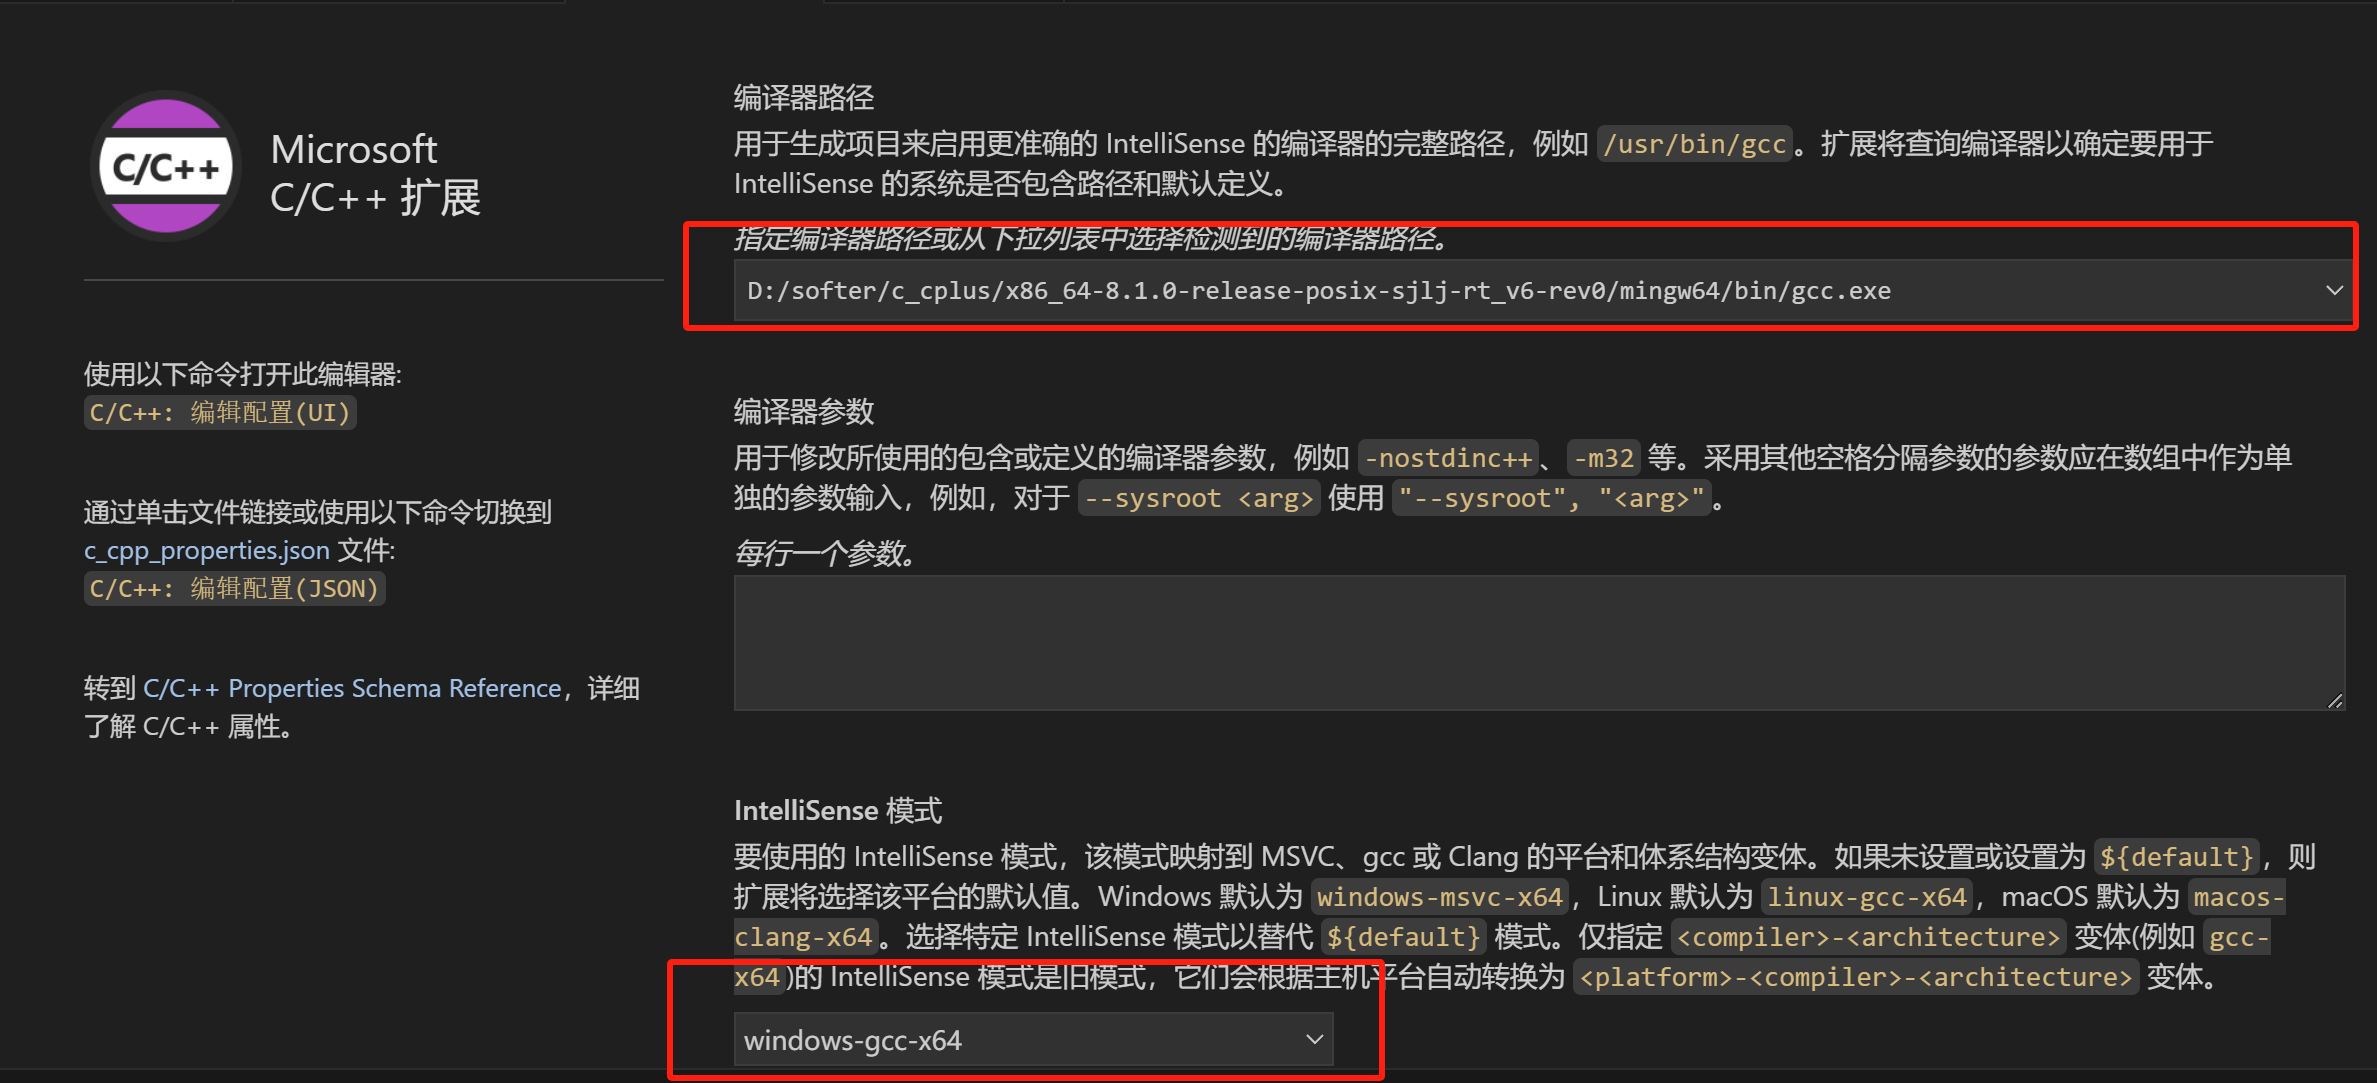 C/C++
Microsoft
C/C++ 扩展
使用以下命令打开此编辑器:
C/C++: 编辑配置(UI)
通过单击文件链接或使用以下命令切换到
c_cpp_properties.json 文件:
C/C++: 编辑配置(JSON)
转到 C/C++ Properties Schema Reference，详细
了解 C/C++ 属性。
编译器路径
用于生成项目来启用更准确的 IntelliSense 的编译器的完整路径，例如 /usr/bin/gcc。扩展将查询编译器以确定要用于
IntelliSense 的系统是否包含路径和默认定义。
指定编译器路径或从下拉列表中选择检测到的编译器路径。
D:/softer/c_cplus/x86_64-8.1.0-release-posix-sjlj-rt_v6-rev0/mingw64/bin/gcc.exe
编译器参数
用于修改所使用的包含或定义的编译器参数，例如 -nostdinc++、-m32 等。采用其他空格分隔参数的参数应在数组中作为单
独的参数输入，例如，对于 --sysroot <arg> 使用 "--sysroot", "<arg>"。
每行一个参数。
IntelliSense 模式
要使用的 IntelliSense 模式，该模式映射到 MSVC、gcc 或 Clang 的平台和体系结构变体。如果未设置或设置为 ${default}，则
扩展将选择该平台的默认值。Windows 默认为 windows-msvc-x64，Linux 默认为 linux-gcc-x64，macOS 默认为 macos-
clang-x64。选择特定 IntelliSense 模式以替代 ${default} 模式。仅指定 <compiler>-<architecture> 变体(例如 gcc-
x64)的 IntelliSense 模式是旧模式，它们会根据主机平台自动转换为 <platform>-<compiler>-<architecture> 变体。
windows-gcc-x64